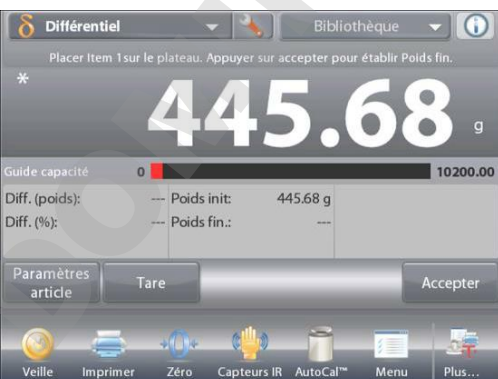 δ Différentiel Bibliothèque
Placer Item 1sur le plateau. Appuyer sur accepter pour établir Poids fin.
*
445.68 g
Guide capacité 0 10200.00
Diff. (poids): --- Poids init: 445.68 g
Diff. (%): --- Poids fin.: ---
Paramètres article Tare Accepter
Veille Imprimer →0← Zéro Capteurs IR AutoCal™ Menu Plus...